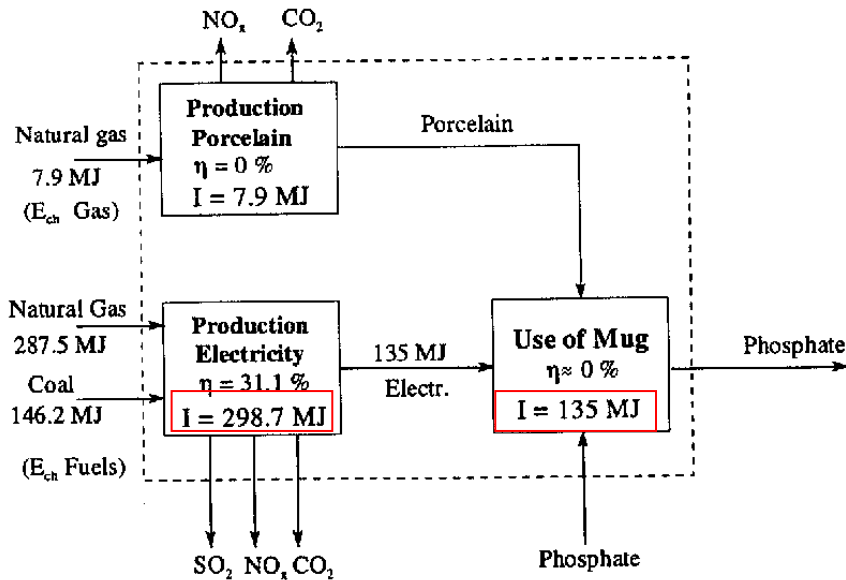 NOₓ CO₂
Production
Porcelain
η = 0 %
I = 7.9 MJ
Natural gas
7.9 MJ
(E_ch Gas)
Porcelain
Natural Gas
287.5 MJ
Coal
146.2 MJ
(E_ch Fuels)
Production
Electricity
η = 31.1 %
I = 298.7 MJ
135 MJ
Electr.
Use of Mug
η≈ 0 %
I = 135 MJ
Phosphate
SO₂ NOₓ CO₂
Phosphate